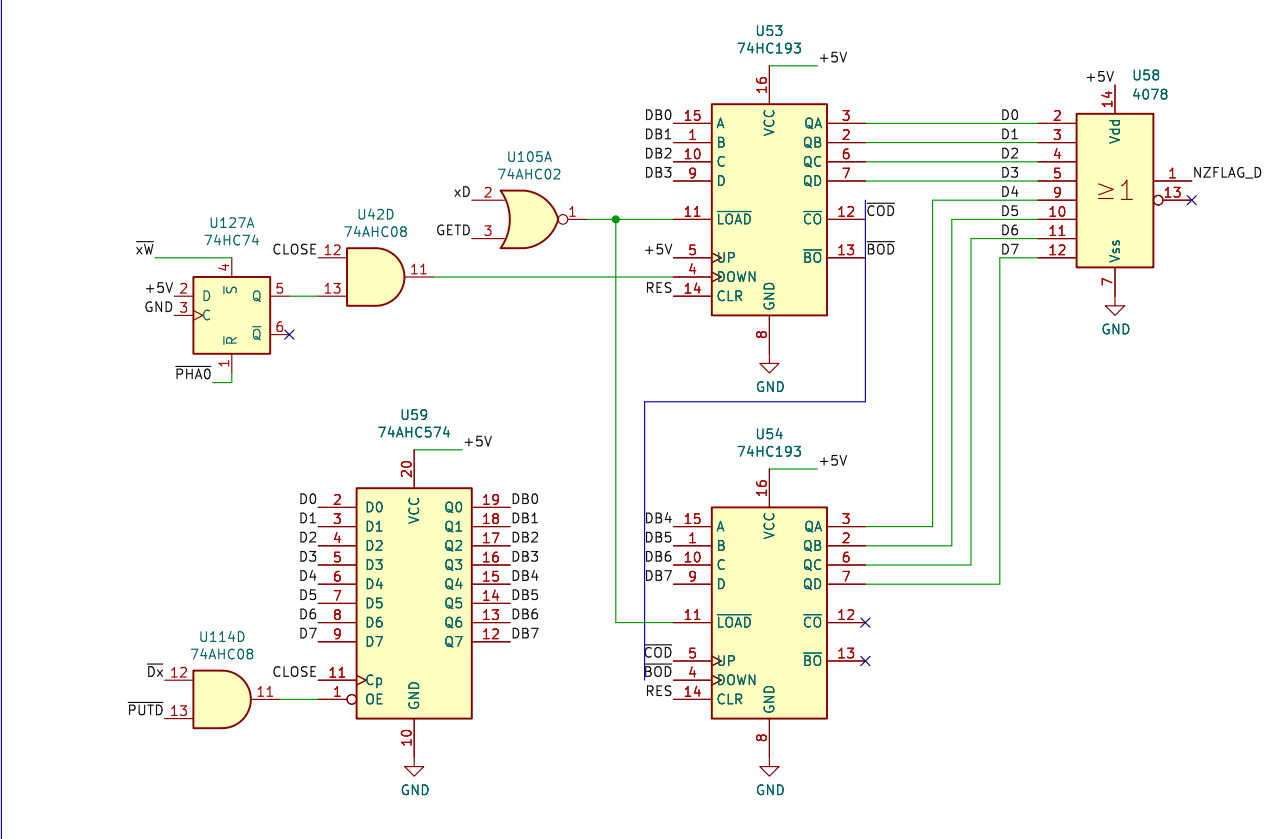 U53
74HC193
+5V
16
VCC
DB0 15 A
DB1 1 B
DB2 10 C
DB3 9 D
11 LOAD
+5V 5 UP
4 DOWN
RES 14 CLR
QA 3
QB 2
QC 6
QD 7
CO 12 COD
BO 13 BOD
GND
8
GND
U58
4078
+5V
14
Vdd
D0 2
D1 3
D2 4
D3 5
D4 9
D5 10
D6 11
D7 12
≥1
1 NZFLAG_D
13
Vss
7
GND
U105A
74AHC02
xD 2
GETD 3
1
U42D
74AHC08
CLOSE 12
13
11
U127A
74HC74
xW
4
+5V 2 D
GND 3 C
S
Q 5
Q 6
R
1
PHA0
U59
74AHC574
+5V
20
VCC
D0 2 D0
D1 3 D1
D2 4 D2
D3 5 D3
D4 6 D4
D5 7 D5
D6 8 D6
D7 9 D7
CLOSE 11 Cp
1 OE
Q0 19 DB0
Q1 18 DB1
Q2 17 DB2
Q3 16 DB3
Q4 15 DB4
Q5 14 DB5
Q6 13 DB6
Q7 12 DB7
GND
10
GND
U114D
74AHC08
Dx 12
PUTD 13
11
U54
74HC193
+5V
16
VCC
DB4 15 A
DB5 1 B
DB6 10 C
DB7 9 D
11 LOAD
COD 5 UP
BOD 4 DOWN
RES 14 CLR
QA 3
QB 2
QC 6
QD 7
CO 12
BO 13
GND
8
GND